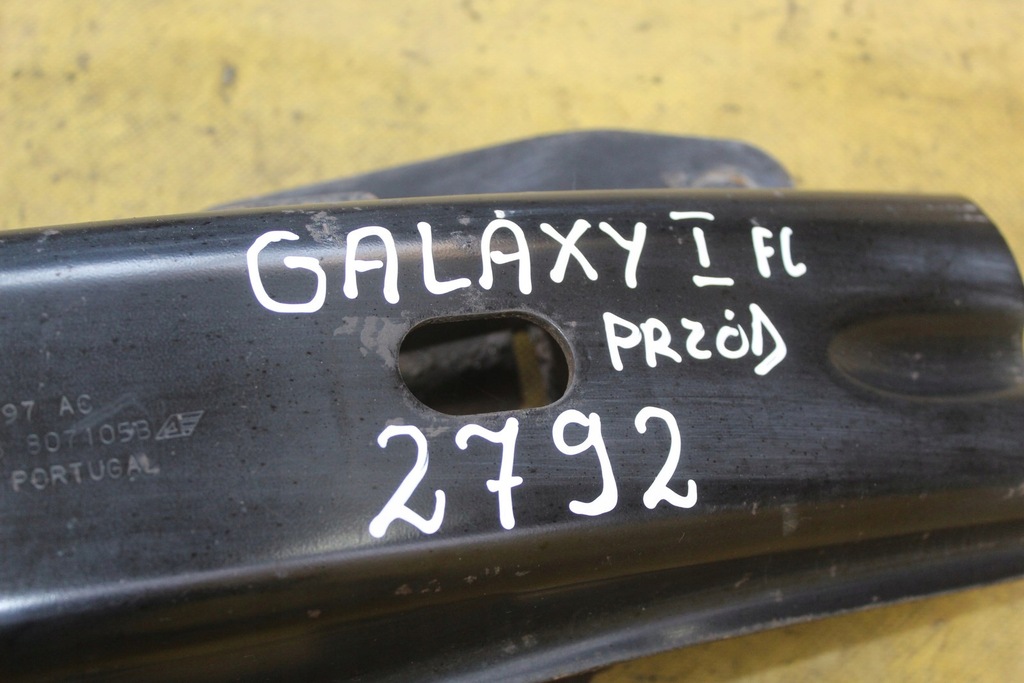 GALAXY I FL
PRZÓD
97 AC
807105B
PORTUGAL
2792